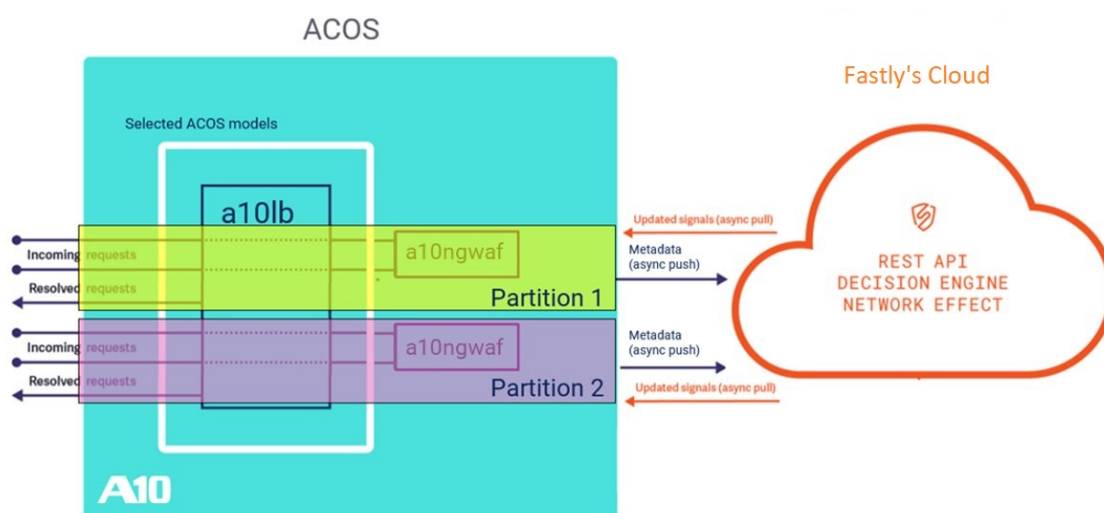 ACOS
Fastly's Cloud
Selected ACOS models
a10lb
Incoming requests
Resolved requests
a10ngwaf
Partition 1
Incoming requests
Resolved requests
a10ngwaf
Partition 2
Updated signals (async pull)
Metadata
(async push)
Metadata
(async push)
Updated signals (async pull)
REST API
DECISION ENGINE
NETWORK EFFECT
A10